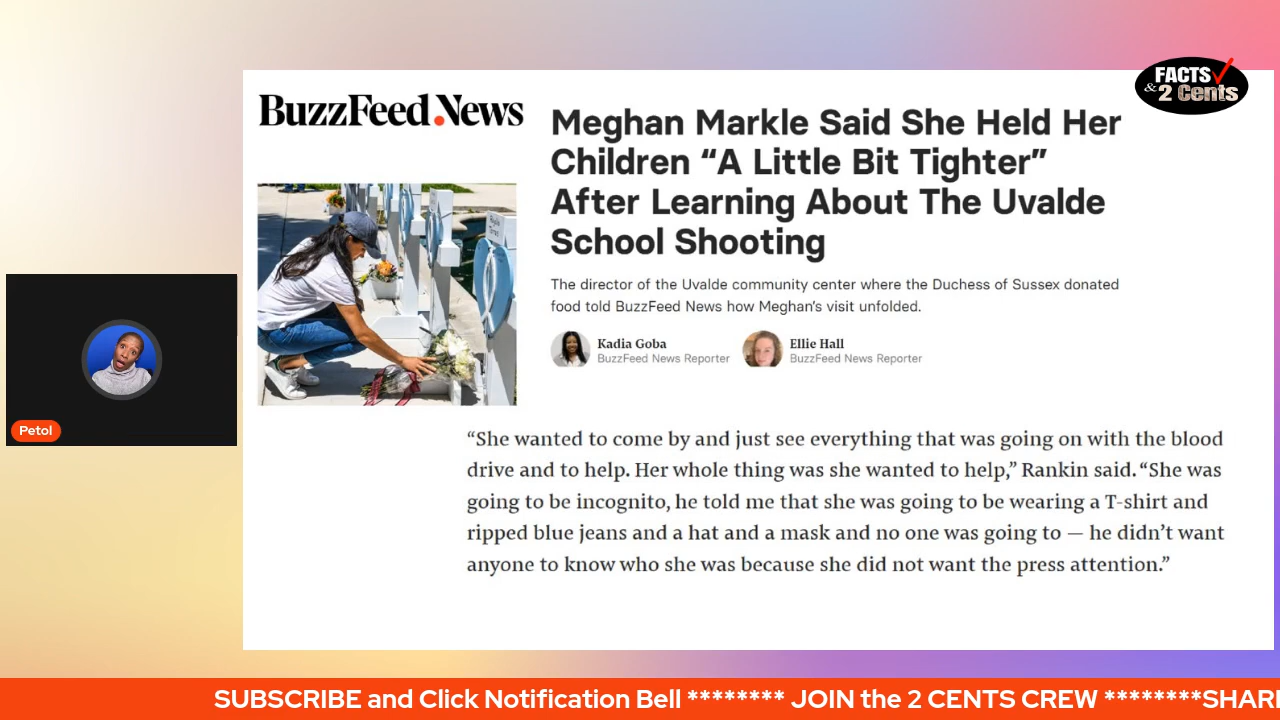 FACTS
& 2 Cents
BuzzFeed News
Meghan Markle Said She Held Her
Children “A Little Bit Tighter”
After Learning About The Uvalde
School Shooting
The director of the Uvalde community center where the Duchess of Sussex donated
food told BuzzFeed News how Meghan’s visit unfolded.
Kadia Goba
BuzzFeed News Reporter
Ellie Hall
BuzzFeed News Reporter
Petol
“She wanted to come by and just see everything that was going on with the blood
drive and to help. Her whole thing was she wanted to help,” Rankin said. “She was
going to be incognito, he told me that she was going to be wearing a T-shirt and
ripped blue jeans and a hat and a mask and no one was going to — he didn’t want
anyone to know who she was because she did not want the press attention.”
SUBSCRIBE and Click Notification Bell ******** JOIN the 2 CENTS CREW ********SHAR